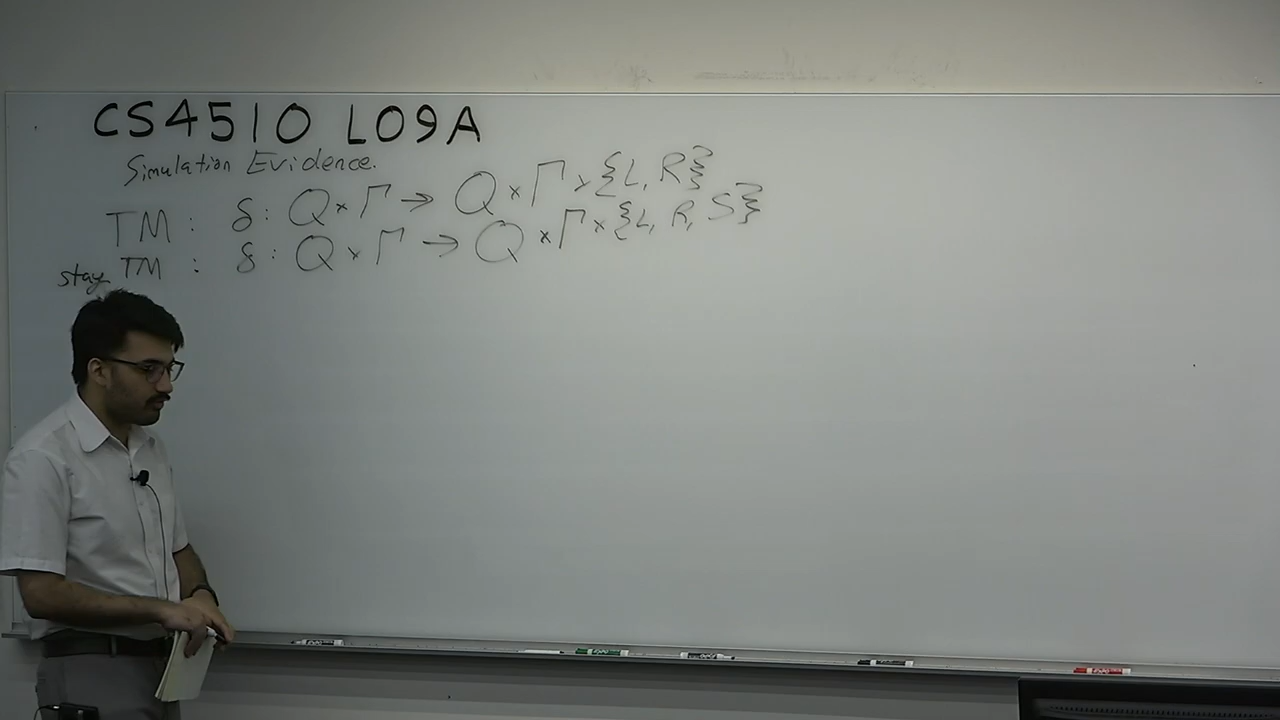 CS4510 L09A
Simulation Evidence.
TM: δ: Q × Γ → Q × Γ × {L, R}
stay TM : δ: Q × Γ → Q × Γ × {L, R, S}